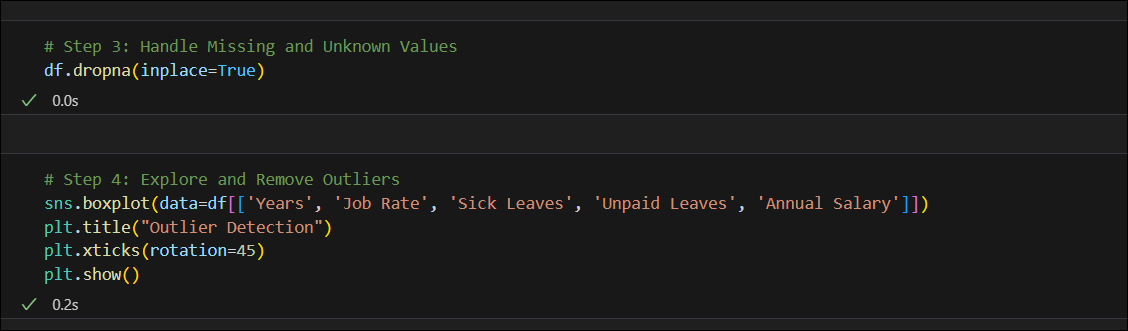 # Step 3: Handle Missing and Unknown Values
df.dropna(inplace=True)
0.0s
# Step 4: Explore and Remove Outliers
sns.boxplot(data=df[['Years', 'Job Rate', 'Sick Leaves', 'Unpaid Leaves', 'Annual Salary']])
plt.title("Outlier Detection")
plt.xticks(rotation=45)
plt.show()
0.2s